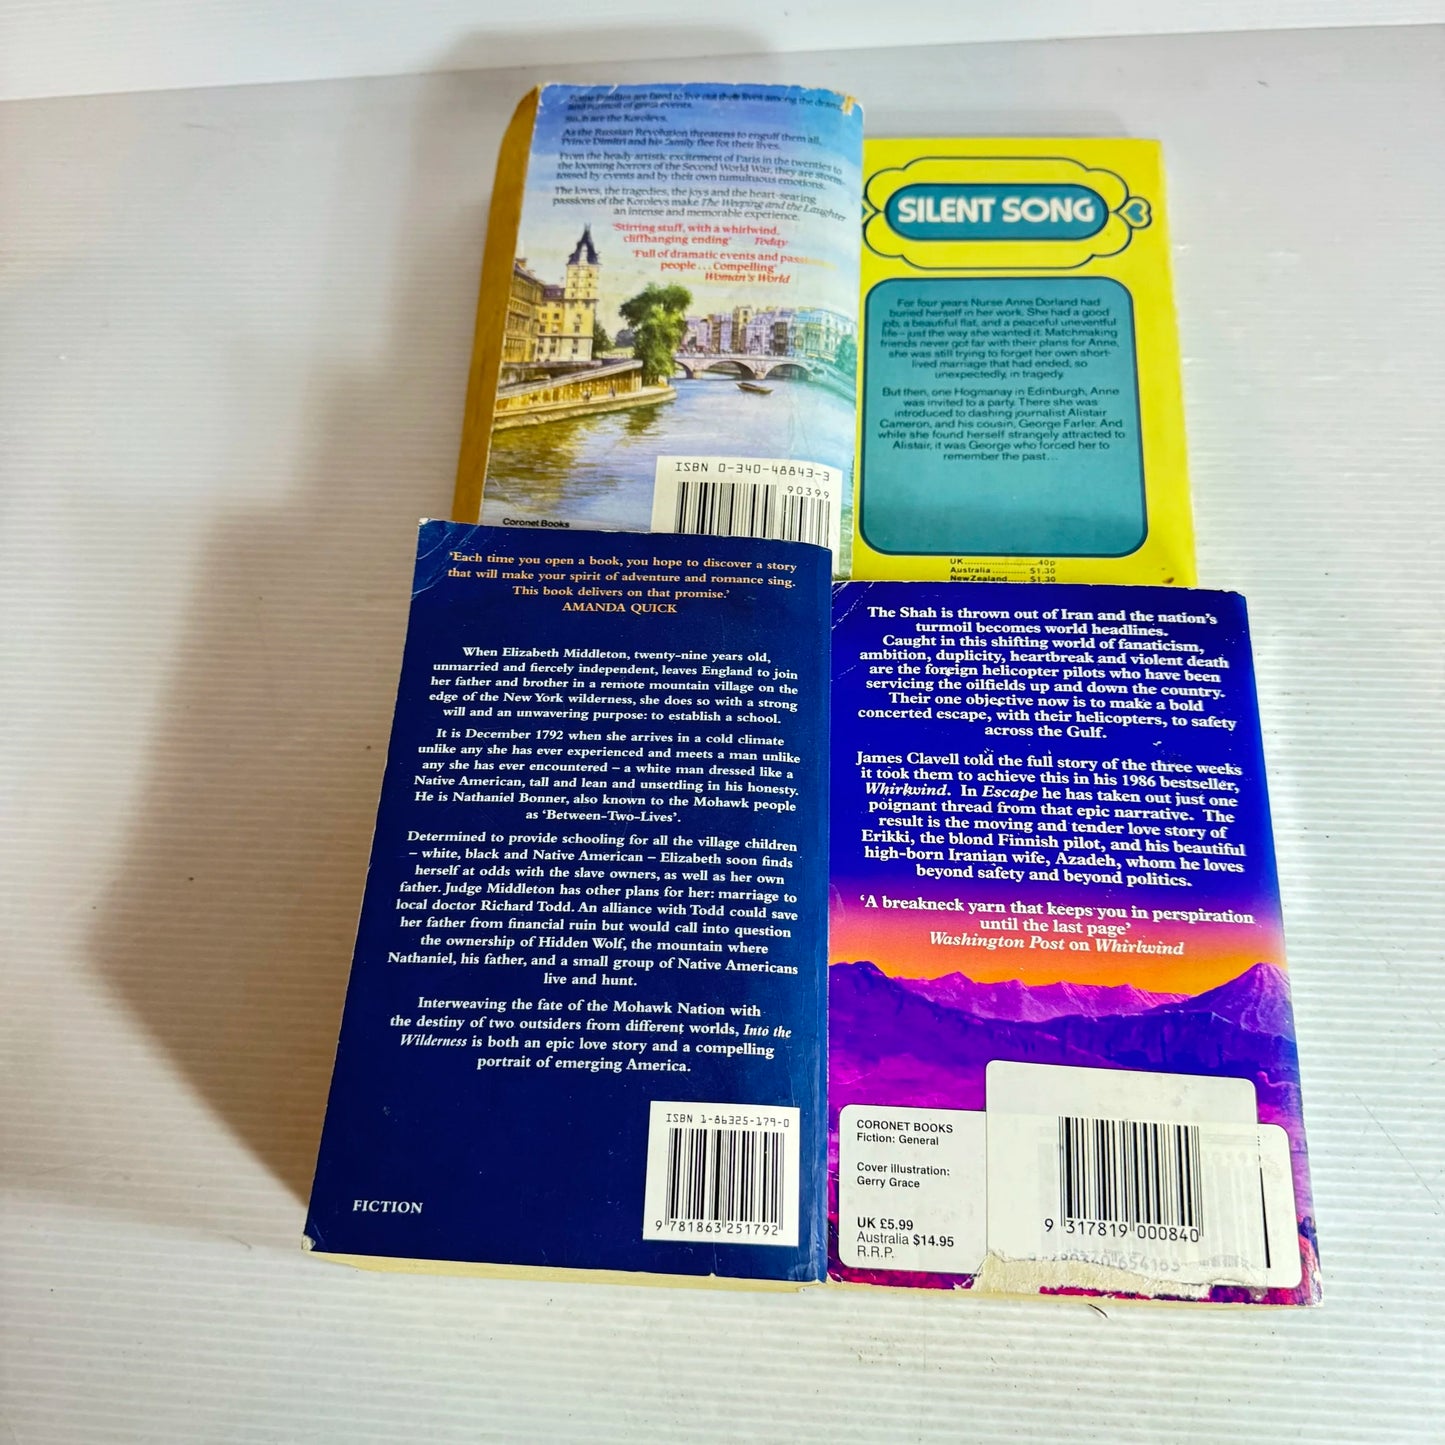 Some families are fated to live out their lives among the drama
and turmoil of great events.
Such are the Korolevs.
As the Russian Revolution threatens to engulf them all,
Prince Dimitri and his family flee for their lives.
From the heady artistic excitement of Paris in the twenties to
the looming horrors of the Second World War, they are storm-
tossed by events and by their own tumultuous emotions.
The loves, the tragedies, the joys and the heart-searing
passions of the Korolevs make The Weeping and the Laughter
an intense and memorable experience.
'Stirring stuff, with a whirlwind,
cliffhanging ending' Today
'Full of dramatic events and passionate
people... Compelling'
Woman's World
ISBN 0-340-48843-3
90399
Coronet Books
SILENT SONG
For four years Nurse Anne Dorland had
buried herself in her work. She had a good
job, a beautiful flat, and a peaceful uneventful
life – just the way she wanted it. Matchmaking
friends never got far with their plans for Anne,
she was still trying to forget her own short-
lived marriage that had ended, so
unexpectedly, in tragedy.
But then, one Hogmanay in Edinburgh, Anne
was invited to a party. There she was
introduced to dashing journalist Alistair
Cameron, and his cousin, George Farler. And
while she found herself strangely attracted to
Alistair, it was George who forced her to
remember the past...
UK........................40p
Australia............$1.30
New Zealand......$1.30
'Each time you open a book, you hope to discover a story
that will make your spirit of adventure and romance sing.
This book delivers on that promise.'
AMANDA QUICK
When Elizabeth Middleton, twenty-nine years old,
unmarried and fiercely independent, leaves England to join
her father and brother in a remote mountain village on the
edge of the New York wilderness, she does so with a strong
will and an unwavering purpose: to establish a school.
It is December 1792 when she arrives in a cold climate
unlike any she has ever experienced and meets a man unlike
any she has ever encountered – a white man dressed like a
Native American, tall and lean and unsettling in his honesty.
He is Nathaniel Bonner, also known to the Mohawk people
as 'Between-Two-Lives'.
Determined to provide schooling for all the village children
– white, black and Native American – Elizabeth soon finds
herself at odds with the slave owners, as well as her own
father. Judge Middleton has other plans for her: marriage to
local doctor Richard Todd. An alliance with Todd could save
her father from financial ruin but would call into question
the ownership of Hidden Wolf, the mountain where
Nathaniel, his father, and a small group of Native Americans
live and hunt.
Interweaving the fate of the Mohawk Nation with
the destiny of two outsiders from different worlds, Into the
Wilderness is both an epic love story and a compelling
portrait of emerging America.
ISBN 1-86325-179-0
9 781863 251792
FICTION
The Shah is thrown out of Iran and the nation's
turmoil becomes world headlines.
Caught in this shifting world of fanaticism,
ambition, duplicity, heartbreak and violent death
are the foreign helicopter pilots who have been
servicing the oilfields up and down the country.
Their one objective now is to make a bold
concerted escape, with their helicopters, to safety
across the Gulf.
James Clavell told the full story of the three weeks
it took them to achieve this in his 1986 bestseller,
Whirlwind. In Escape he has taken out just one
poignant thread from that epic narrative. The
result is the moving and tender love story of
Erikki, the blond Finnish pilot, and his beautiful
high-born Iranian wife, Azadeh, whom he loves
beyond safety and beyond politics.
'A breakneck yarn that keeps you in perspiration
until the last page'
Washington Post on Whirlwind
CORONET BOOKS
Fiction: General
Cover illustration:
Gerry Grace
UK £5.99
Australia $14.95
R.R.P.
9 317819 000840